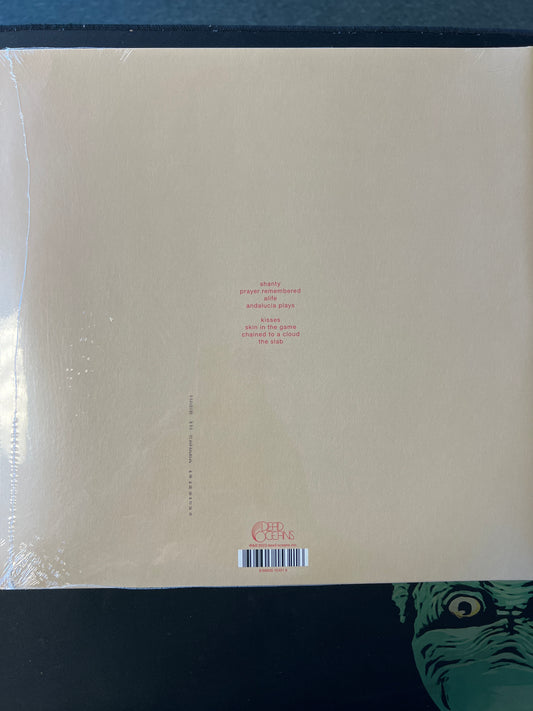 shanty
prayer remembered
alife
andalucia plays
kisses
skin in the game
chained to a cloud
the slab
DEAD
OCEANS